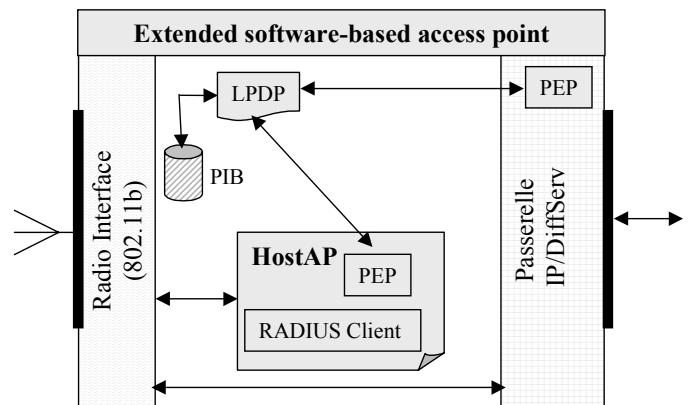 Extended software-based access point
LPDP
PEP
PIB
Radio Interface
(802.11b)
HostAP
PEP
RADIUS Client
Passerelle
IP/DiffServ